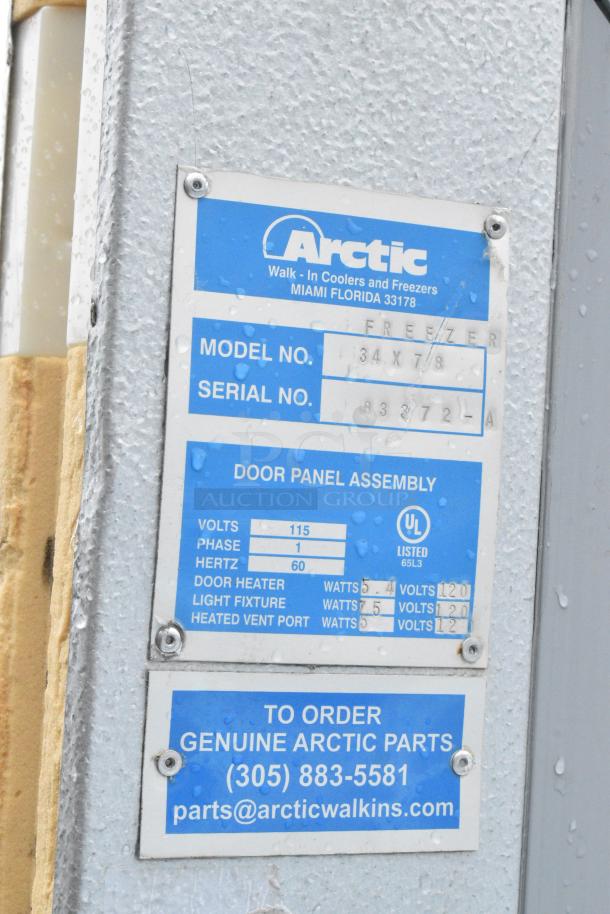 Arctic
Walk - In Coolers and Freezers
MIAMI FLORIDA 33178
FREEZER
MODEL NO. 34 X 78
SERIAL NO. 83372-A
DOOR PANEL ASSEMBLY
VOLTS 115
PHASE 1
HERTZ 60
UL
LISTED
65L3
DOOR HEATER WATTS 5.4 VOLTS 120
LIGHT FIXTURE WATTS 75 VOLTS 120
HEATED VENT PORT WATTS VOLTS 12
AUCTION GROUP
TO ORDER
GENUINE ARCTIC PARTS
(305) 883-5581
parts@arcticwalkins.com